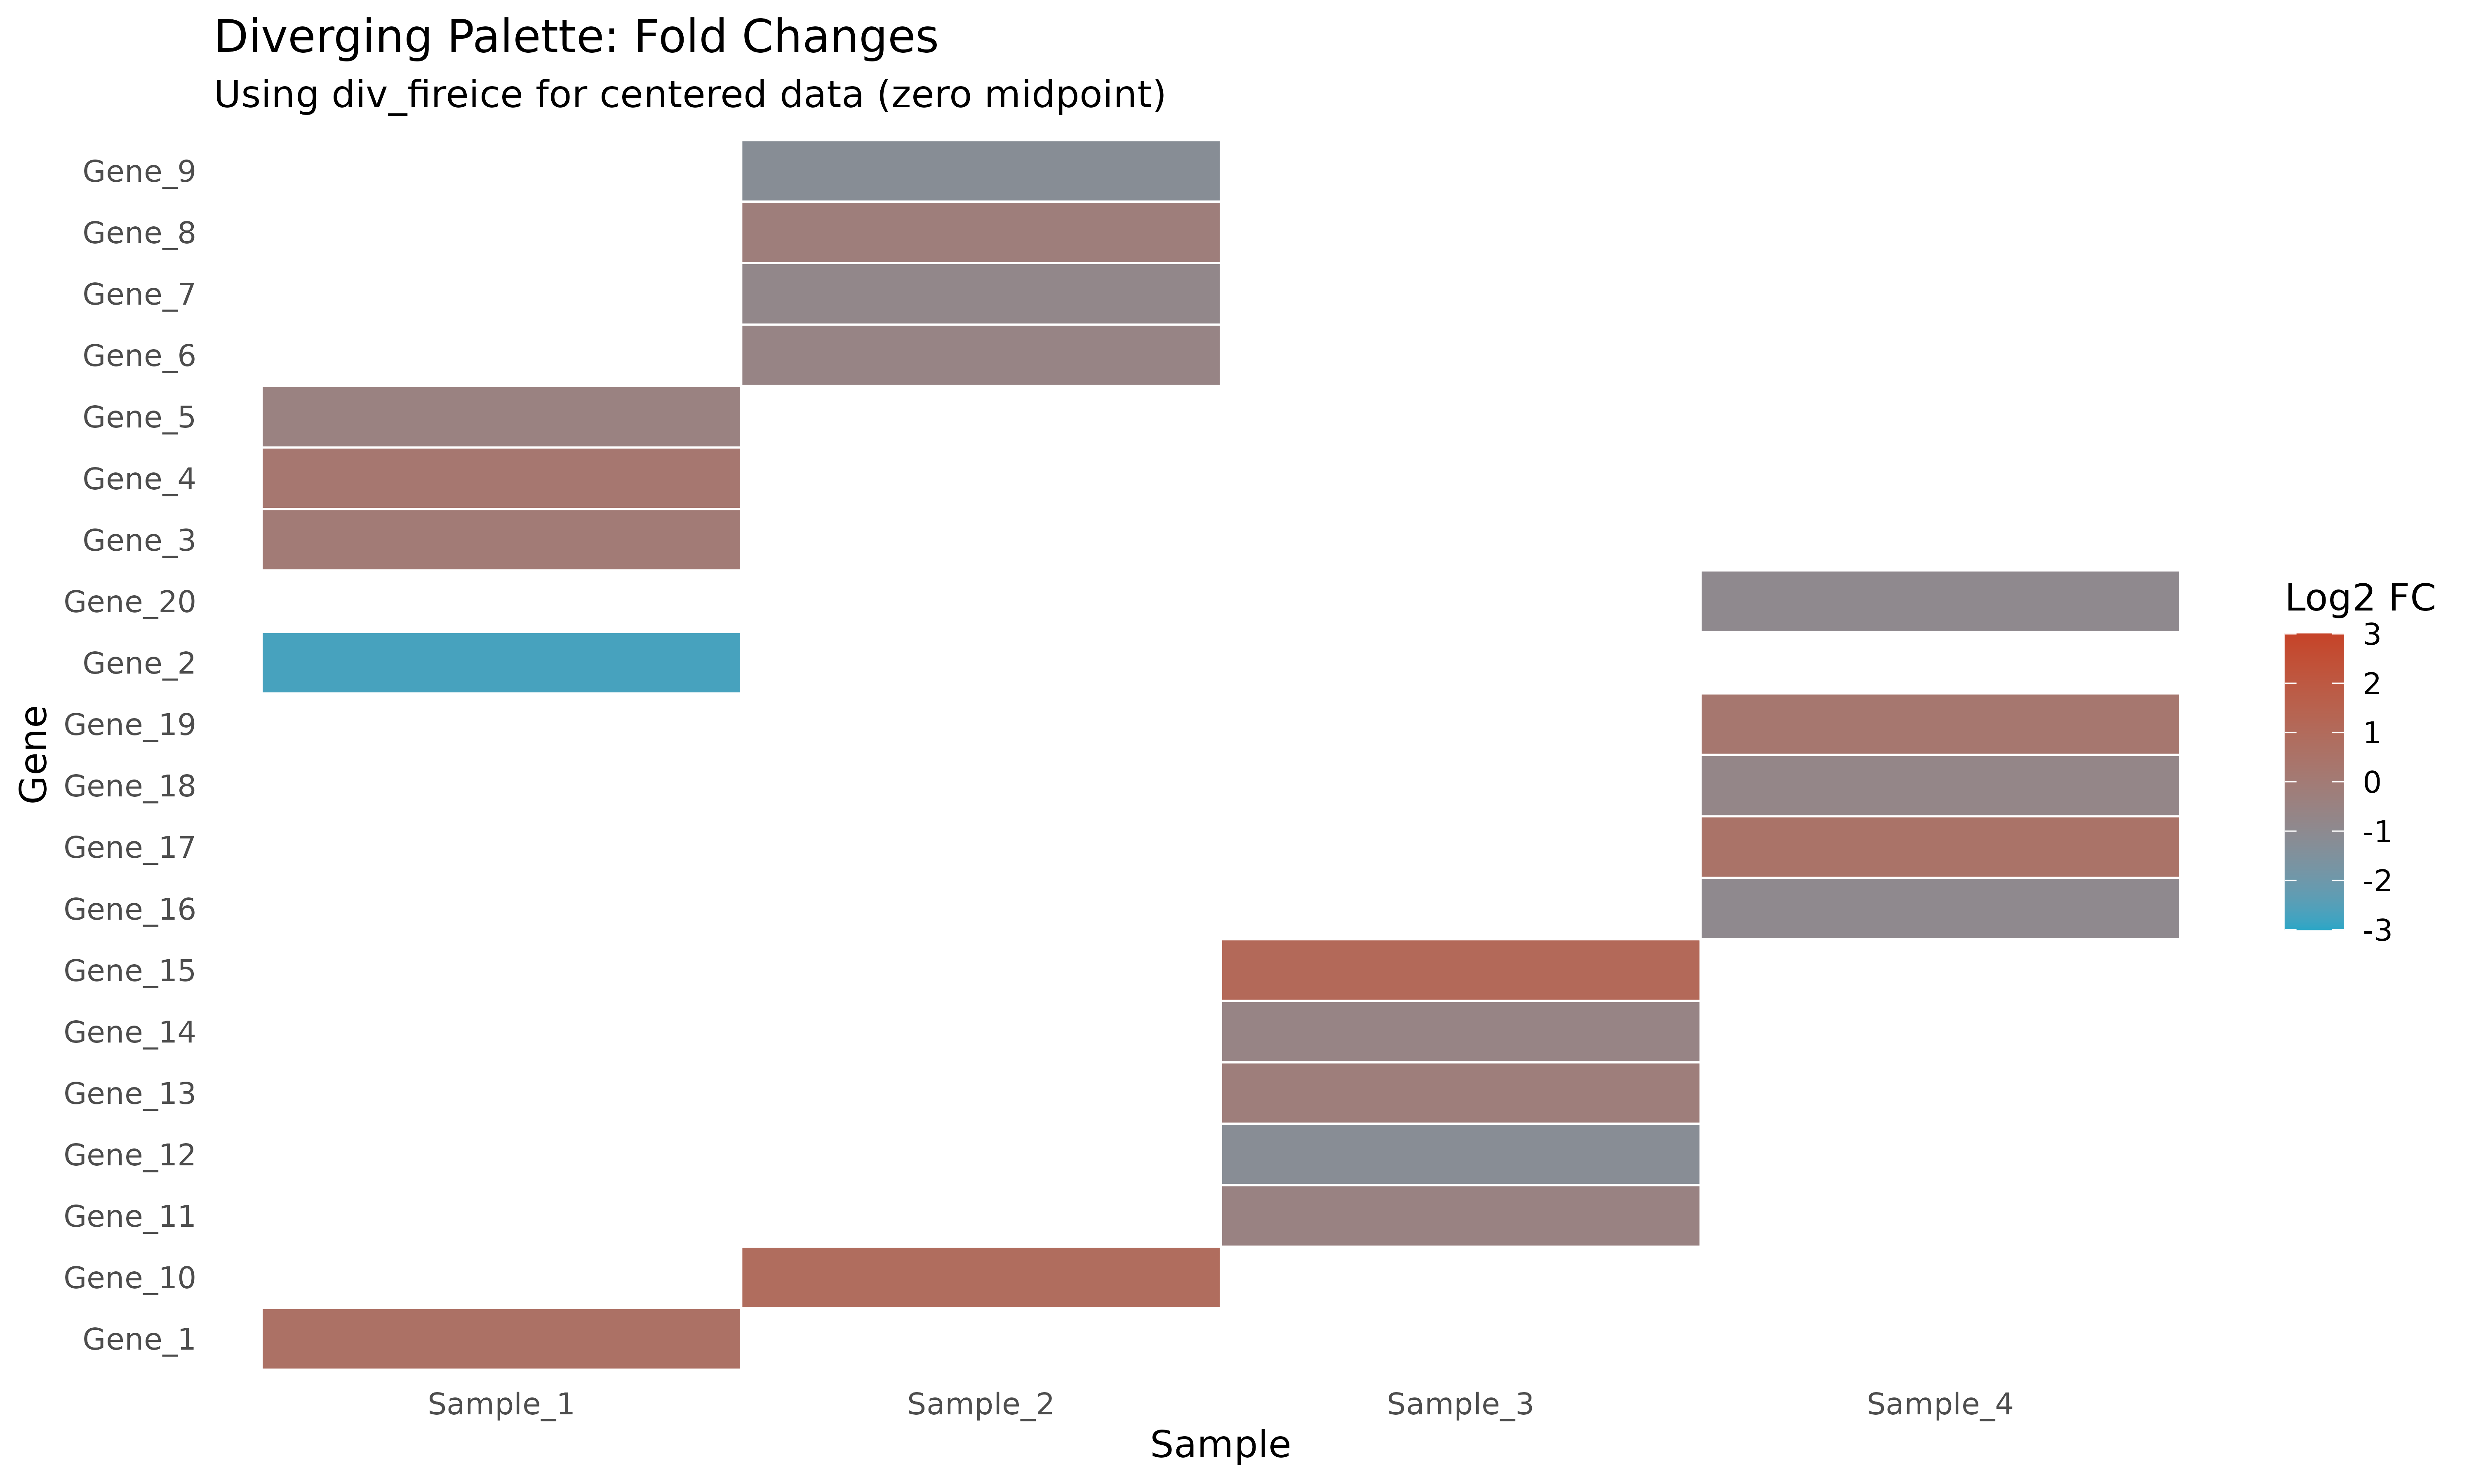 Diverging Palette: Fold Changes
Using div_fireice for centered data (zero midpoint)
Gene_9
Gene_8
Gene_7
Gene_6
Gene_5
Gene_4
Gene_3
Gene_20
Gene_2
Gene_19
Gene_18
Gene_17
Gene_16
Gene_15
Gene_14
Gene_13
Gene_12
Gene_11
Gene_10
Gene_1
Gene
Sample_1 Sample_2 Sample_3 Sample_4
Sample
Log2 FC
3
2
1
0
-1
-2
-3